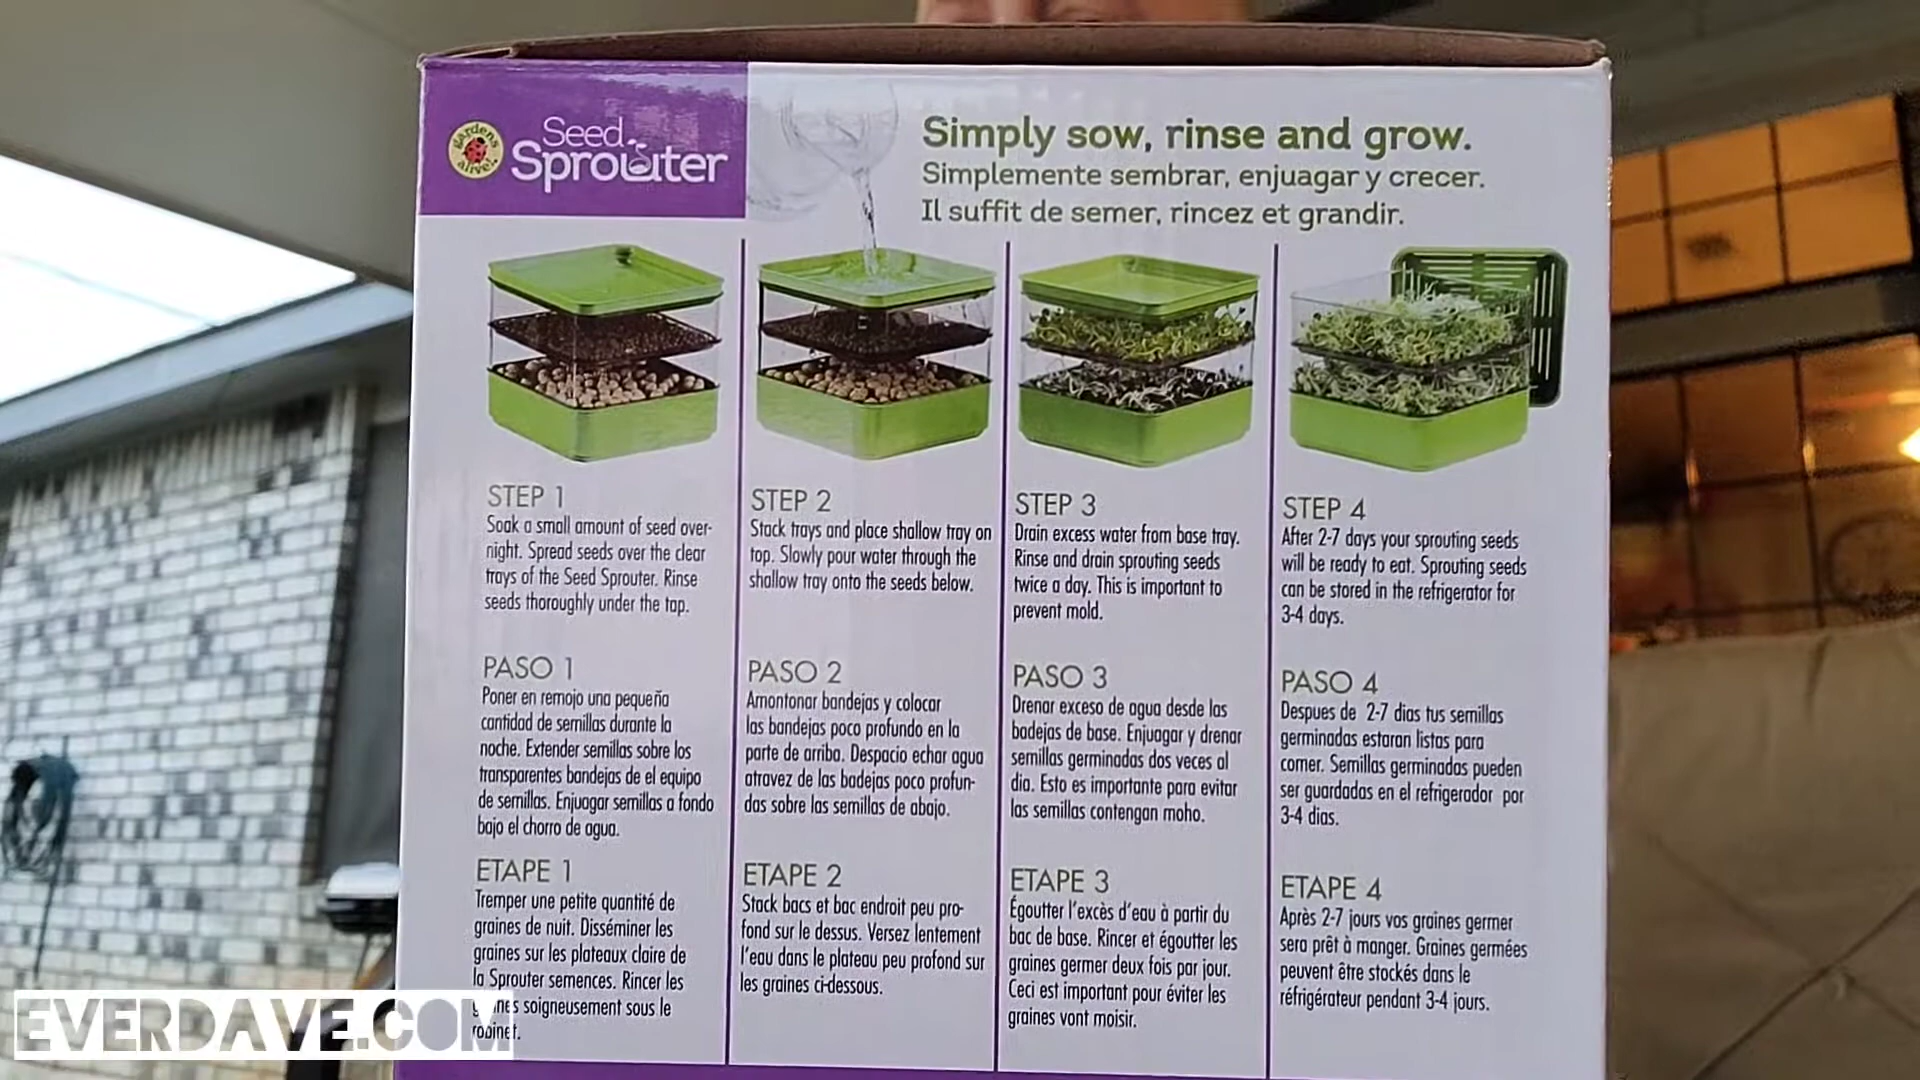 gardens alive!
Seed
Sprouter
Simply sow, rinse and grow.
Simplemente sembrar, enjuagar y crecer.
Il suffit de semer, rincez et grandir.
STEP 1
Soak a small amount of seed over-
night. Spread seeds over the clear
trays of the Seed Sprouter. Rinse
seeds thoroughly under the tap.
STEP 2
Stack trays and place shallow tray on
top. Slowly pour water through the
shallow tray onto the seeds below.
STEP 3
Drain excess water from base tray.
Rinse and drain sprouting seeds
twice a day. This is important to
prevent mold.
STEP 4
After 2-7 days your sprouting seeds
will be ready to eat. Sprouting seeds
can be stored in the refrigerator for
3-4 days.
PASO 1
Poner en remojo una pequeña
cantidad de semillas durante la
noche. Extender semillas sobre los
transparentes bandejas de el equipo
de semillas. Enjuagar semillas a fondo
bajo el chorro de agua.
PASO 2
Amontonar bandejas y colocar
las bandejas poco profundo en la
parte de arriba. Despacio echar agua
atravez de las badejas poco profun-
das sobre las semillas de abajo.
PASO 3
Drenar exceso de agua desde las
badejas de base. Enjuagar y drenar
semillas germinadas dos veces al
dia. Esto es importante para evitar
las semillas contengan moho.
PASO 4
Despues de 2-7 dias tus semillas
germinadas estaran listas para
comer. Semillas germinadas pueden
ser guardadas en el refrigerador por
3-4 dias.
ETAPE 1
Tremper une petite quantité de
graines de nuit. Disséminer les
graines sur les plateaux claire de
la Sprouter semences. Rincer les
soigneusement sous le
robinet.
ETAPE 2
Stack bacs et bac endroit peu pro-
fond sur le dessus. Versez lentement
l'eau dans le plateau peu profond sur
les graines ci-dessous.
ETAPE 3
Égoutter l'excès d'eau à partir du
bac de base. Rincer et égoutter les
graines germer deux fois par jour.
Ceci est important pour éviter les
graines vont moisir.
ETAPE 4
Après 2-7 jours vos graines germer
sera prêt à manger. Graines germées
peuvent être stockés dans le
réfrigérateur pendant 3-4 jours.
EVERDAVE.COM